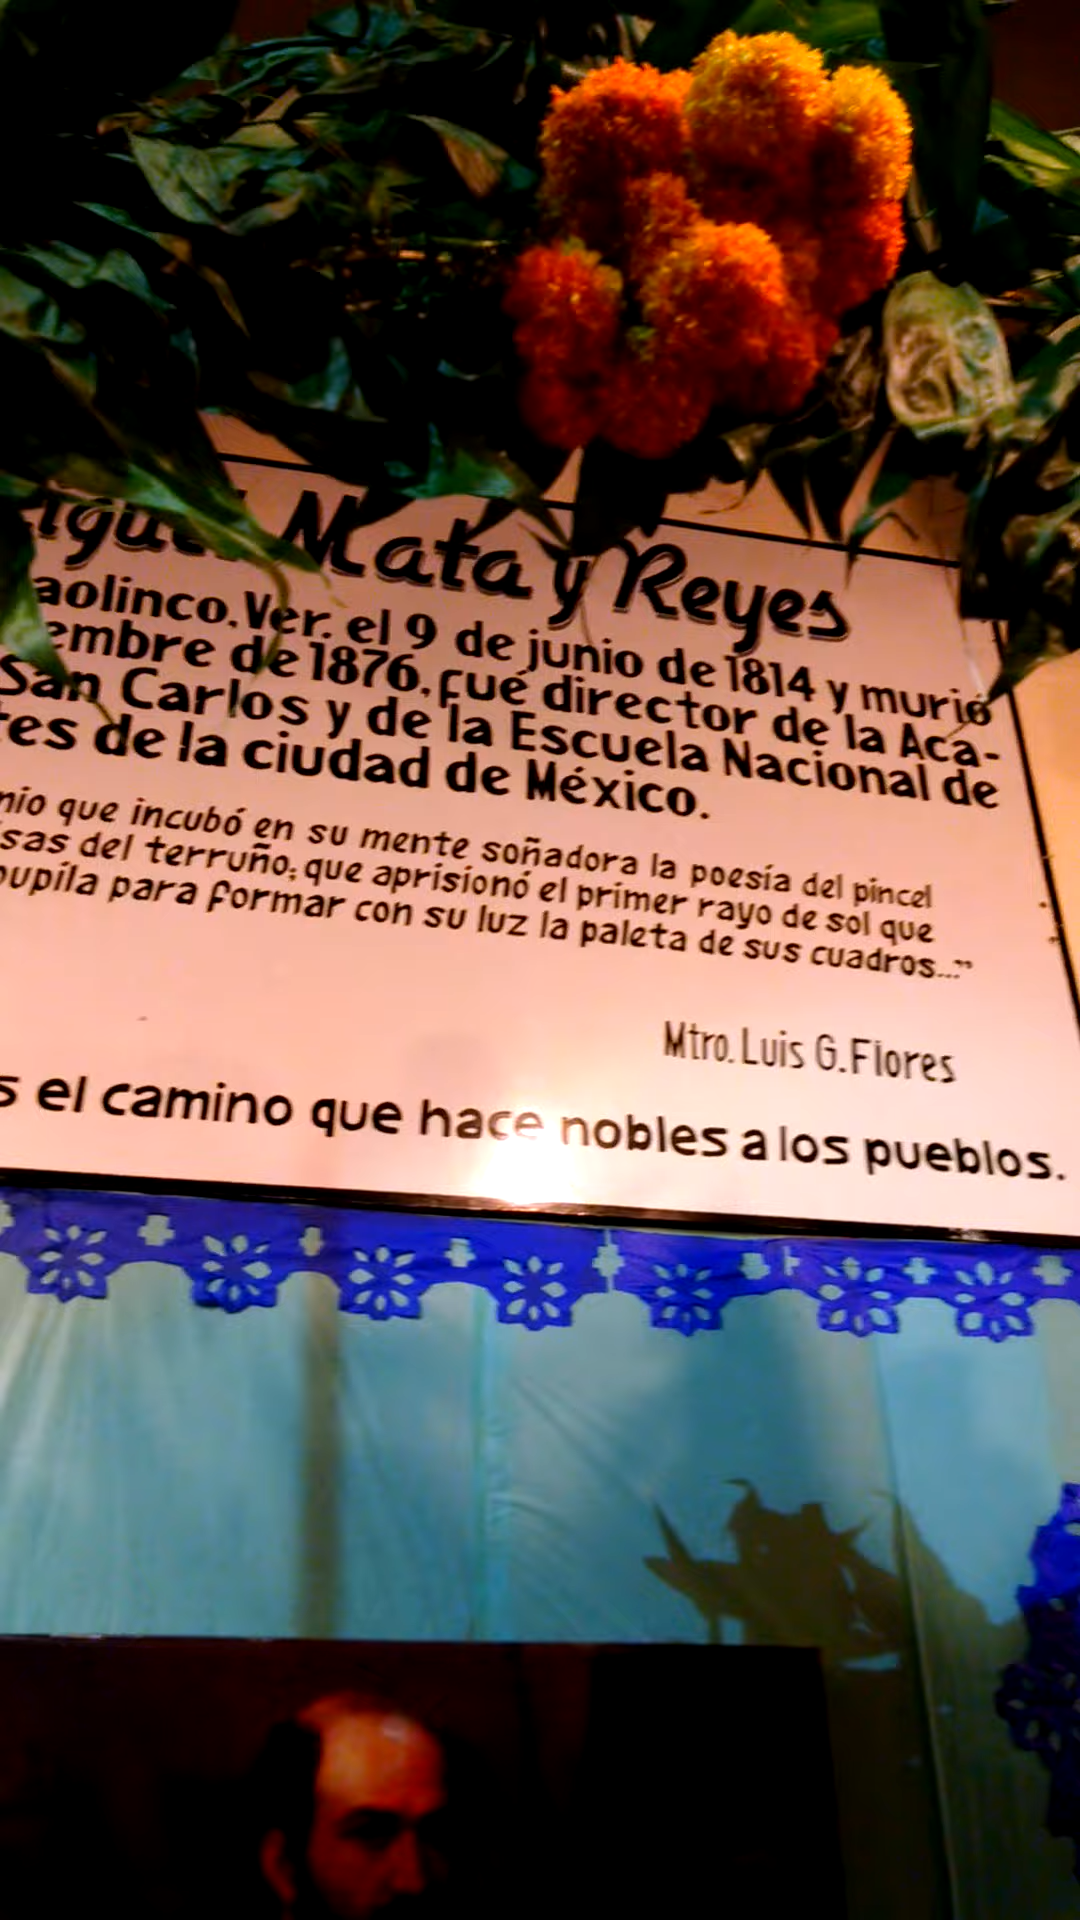 Miguel Mata y Reyes
aolinco, Ver. el 9 de junio de 1814 y murió
embre de 1876, fué director de la Aca-
San Carlos y de la Escuela Nacional de
tes de la ciudad de México.
nio que incubó en su mente soñadora la poesía del pincel
sas del terruño; que aprisionó el primer rayo de sol que
pupila para formar con su luz la paleta de sus cuadros..."
Mtro. Luis G. Flores
s el camino que hace nobles a los pueblos.